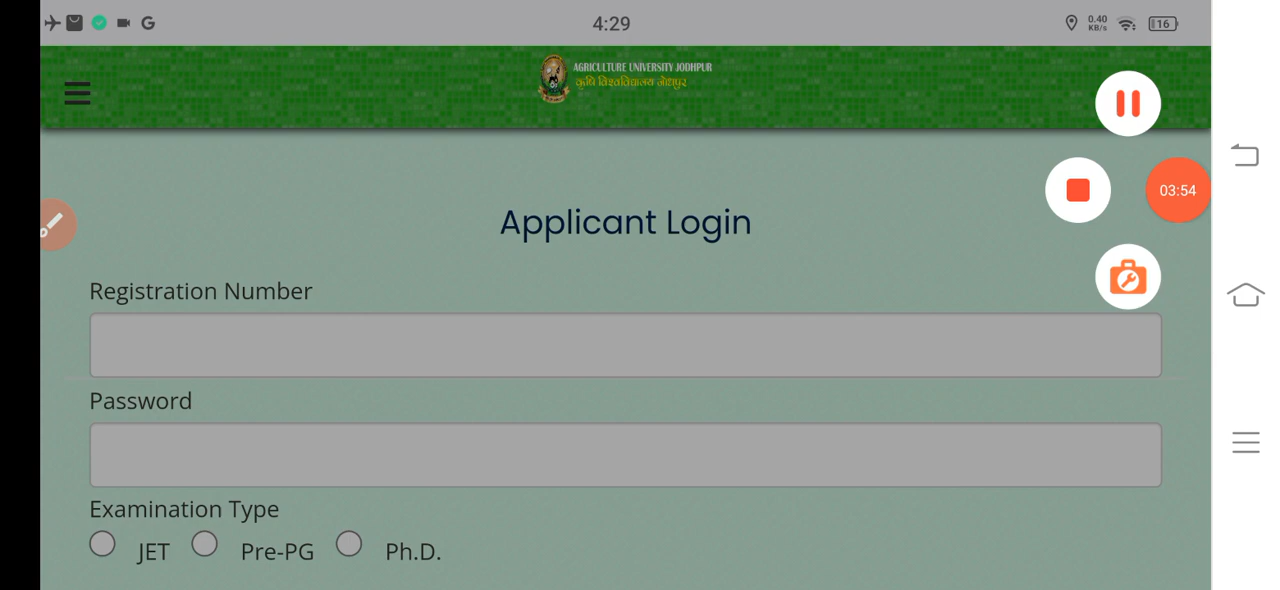 4:29
0.40
KB/s
16
AGRICULTURE UNIVERSITY JODHPUR
कृषि विश्वविद्यालय जोधपुर
03:54
Applicant Login
Registration Number
Password
Examination Type
JET Pre-PG Ph.D.